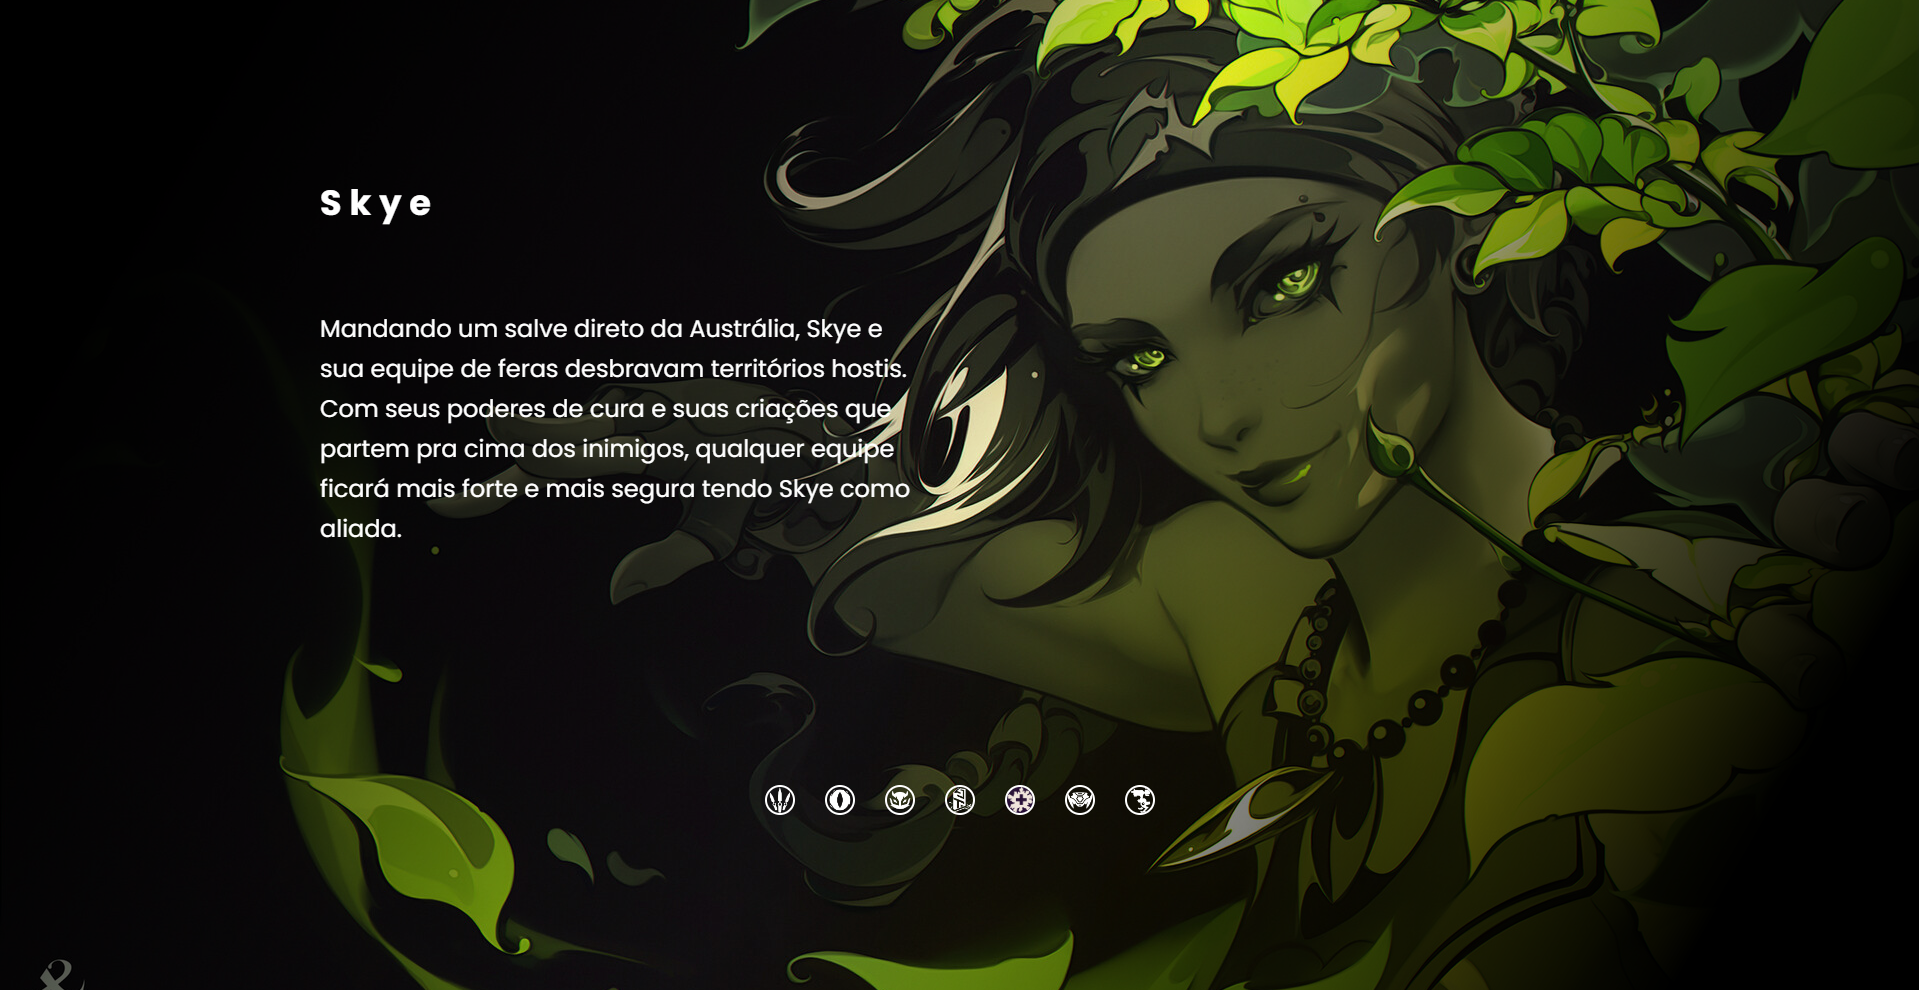 Skye
Mandando um salve direto da Austrália, Skye e
sua equipe de feras desbravam territórios hostis.
Com seus poderes de cura e suas criações que
partem pra cima dos inimigos, qualquer equipe
ficará mais forte e mais segura tendo Skye como
aliada.